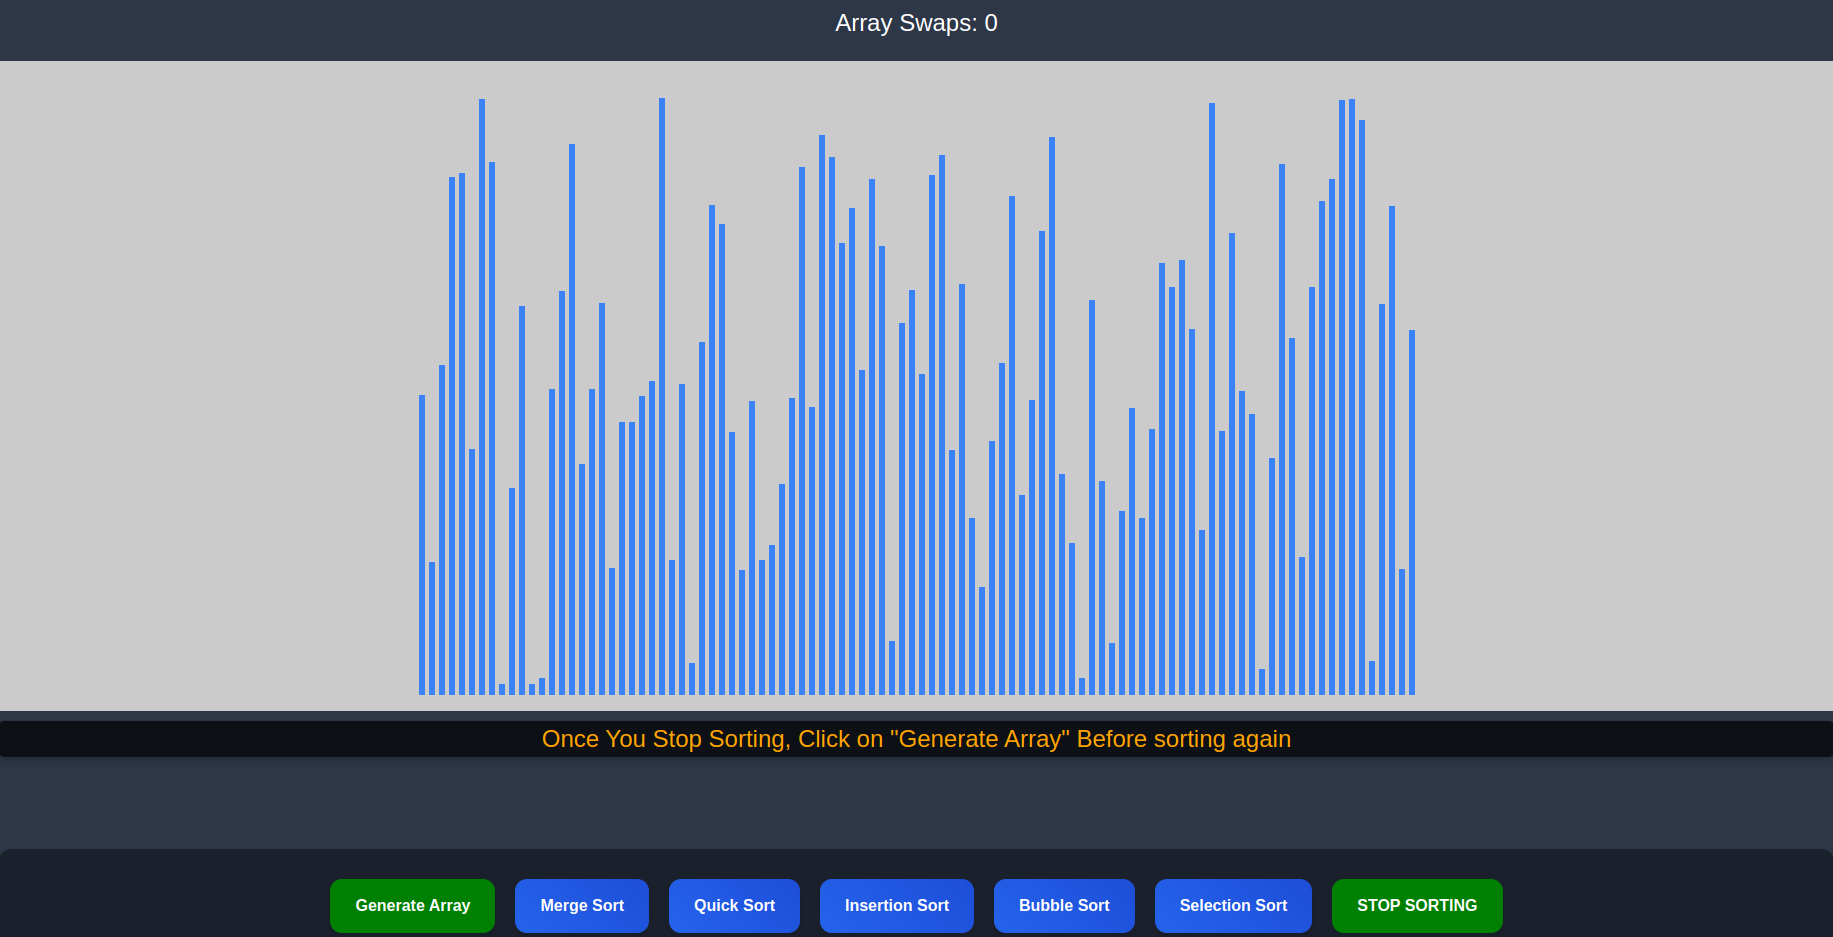 Array Swaps: 0
Once You Stop Sorting, Click on "Generate Array" Before sorting again
Generate Array
Merge Sort
Quick Sort
Insertion Sort
Bubble Sort
Selection Sort
STOP SORTING